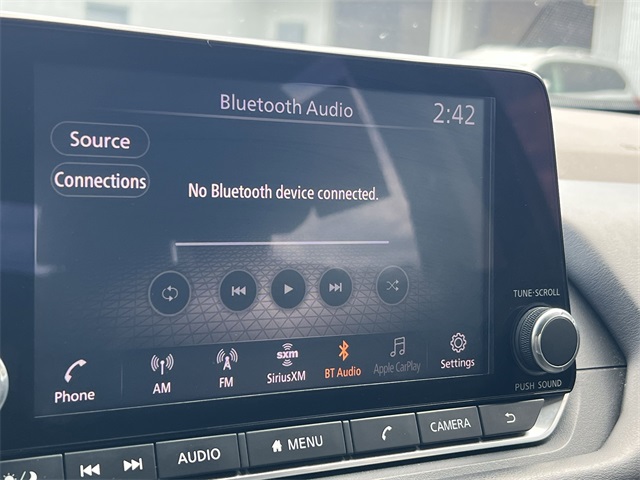 Bluetooth Audio
2:42
Source
Connections
No Bluetooth device connected.
TUNE·SCROLL
Phone
AM
FM
sxm
SiriusXM
BT Audio
Apple CarPlay
Settings
PUSH SOUND
AUDIO
MENU
CAMERA